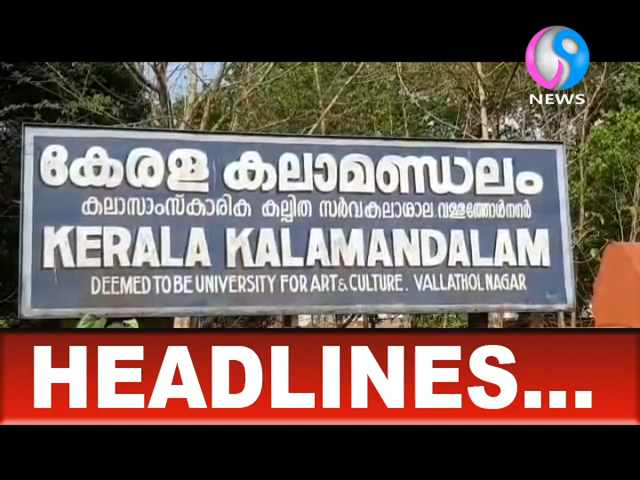 NEWS
കേരള കലാമണ്ഡലം
കലാസാംസ്കാരിക കല്പിത സർവകലാശാല.വള്ളത്തോൾനഗർ
KERALA KALAMANDALAM
DEEMED TO BE UNIVERSITY FOR ART & CULTURE. VALLATHOL NAGAR
HEADLINES...